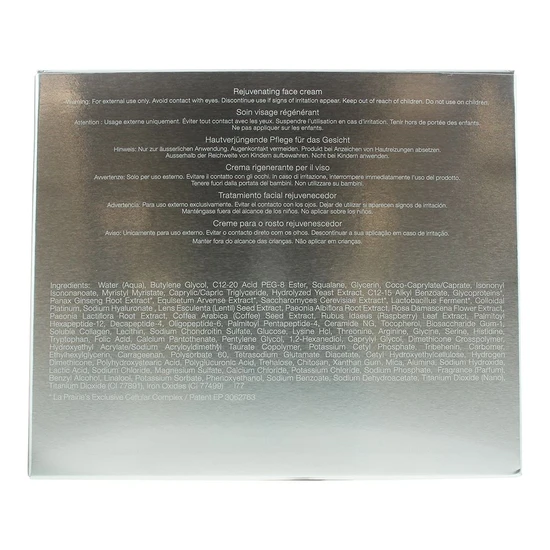 Rejuvenating face cream
Warning: For external use only. Avoid contact with eyes. Discontinue use if signs of irritation appear. Keep out of reach of children. Do not use on children.
Soin visage régénérant
Attention : Usage externe uniquement. Éviter tout contact avec les yeux. Suspendre l'utilisation en cas d'irritation. Tenir hors de portée des enfants.
Ne pas appliquer sur les enfants.
Hautverjüngende Pflege für das Gesicht
Hinweis: Nur zur äusserlichen Anwendung. Augenkontakt vermeiden. Produkt bei Anzeichen von Hautreizungen absetzen.
Ausserhalb der Reichweite von Kindern aufbewahren. Nicht bei Kindern anwenden.
Crema rigenerante per il viso
Avvertenze: Solo per uso esterno. Evitare il contatto con gli occhi. In caso di irritazione, interrompere immediatamente l'uso del prodotto.
Tenere fuori dalla portata dei bambini. Non utilizzare su bambini.
Tratamiento facial rejuvenecedor
Advertencia: Para uso externo exclusivamente. Evitar el contacto con los ojos. Dejar de utilizar si aparecen signos de irritación.
Manténgase fuera del alcance de los niños. No aplicar sobre los niños.
Creme para o rosto rejuvenescedor
Aviso: Unicamente para uso externo. Evitar o contacto direto com os olhos. Descontinuar a sua aplicação em caso de irritação.
Manter fora do alcance das crianças. Não aplicar em crianças.
Ingredients: Water (Aqua), Butylene Glycol, C12-20 Acid PEG-8 Ester, Squalane, Glycerin, Coco-Caprylate/Caprate, Isononyl
Isononanoate, Myristyl Myristate, Caprylic/Capric Triglyceride, Hydrolyzed Yeast Extract, C12-15 Alkyl Benzoate, Glycoproteins*,
Panax Ginseng Root Extract*, Equisetum Arvense Extract*, Saccharomyces Cerevisiae Extract*, Lactobacillus Ferment*, Colloidal
Platinum, Sodium Hyaluronate, Lens Esculenta (Lentil) Seed Extract, Paeonia Albiflora Root Extract, Rosa Damascena Flower Extract,
Paeonia Lactiflora Root Extract, Coffea Arabica (Coffee) Seed Extract, Rubus Idaeus (Raspberry) Leaf Extract, Palmitoyl
Hexapeptide-12, Decapeptide-4, Oligopeptide-6, Palmitoyl Pentapeptide-4, Ceramide NG, Tocopherol, Biosaccharide Gum-1,
Soluble Collagen, Lecithin, Sodium Chondroitin Sulfate, Glucose, Lysine Hcl, Threonine, Arginine, Glycine, Serine, Histidine,
Tryptophan, Folic Acid, Calcium Pantothenate, Pentylene Glycol, 1,2-Hexanediol, Caprylyl Glycol, Dimethicone Crosspolymer,
Hydroxyethyl Acrylate/Sodium Acryloyldimethyl Taurate Copolymer, Potassium Cetyl Phosphate, Tribehenin, Carbomer,
Ethylhexylglycerin, Carrageenan, Polysorbate 60, Tetrasodium Glutamate Diacetate, Cetyl Hydroxyethylcellulose, Hydrogen
Dimethicone, Polysilicone-11, Trehalose, Chitosan, Xanthan Gum, Mica, Alumina, Sodium Hydroxide,
Lactic Acid, Sodium Chloride, Magnesium Sulfate, Calcium Chloride, Potassium Chloride, Sodium Phosphate, Fragrance (Parfum)
Benzyl Alcohol, Linalool, Potassium Sorbate, Phenoxyethanol, Sodium Benzoate, Sodium Dehydroacetate, Titanium Dioxide (Nano)
Titanium Dioxide (CI 77891), Iron Oxides (CI 77499)
*La Prairie's Exclusive Cellular Complex / Patent EP 3082763